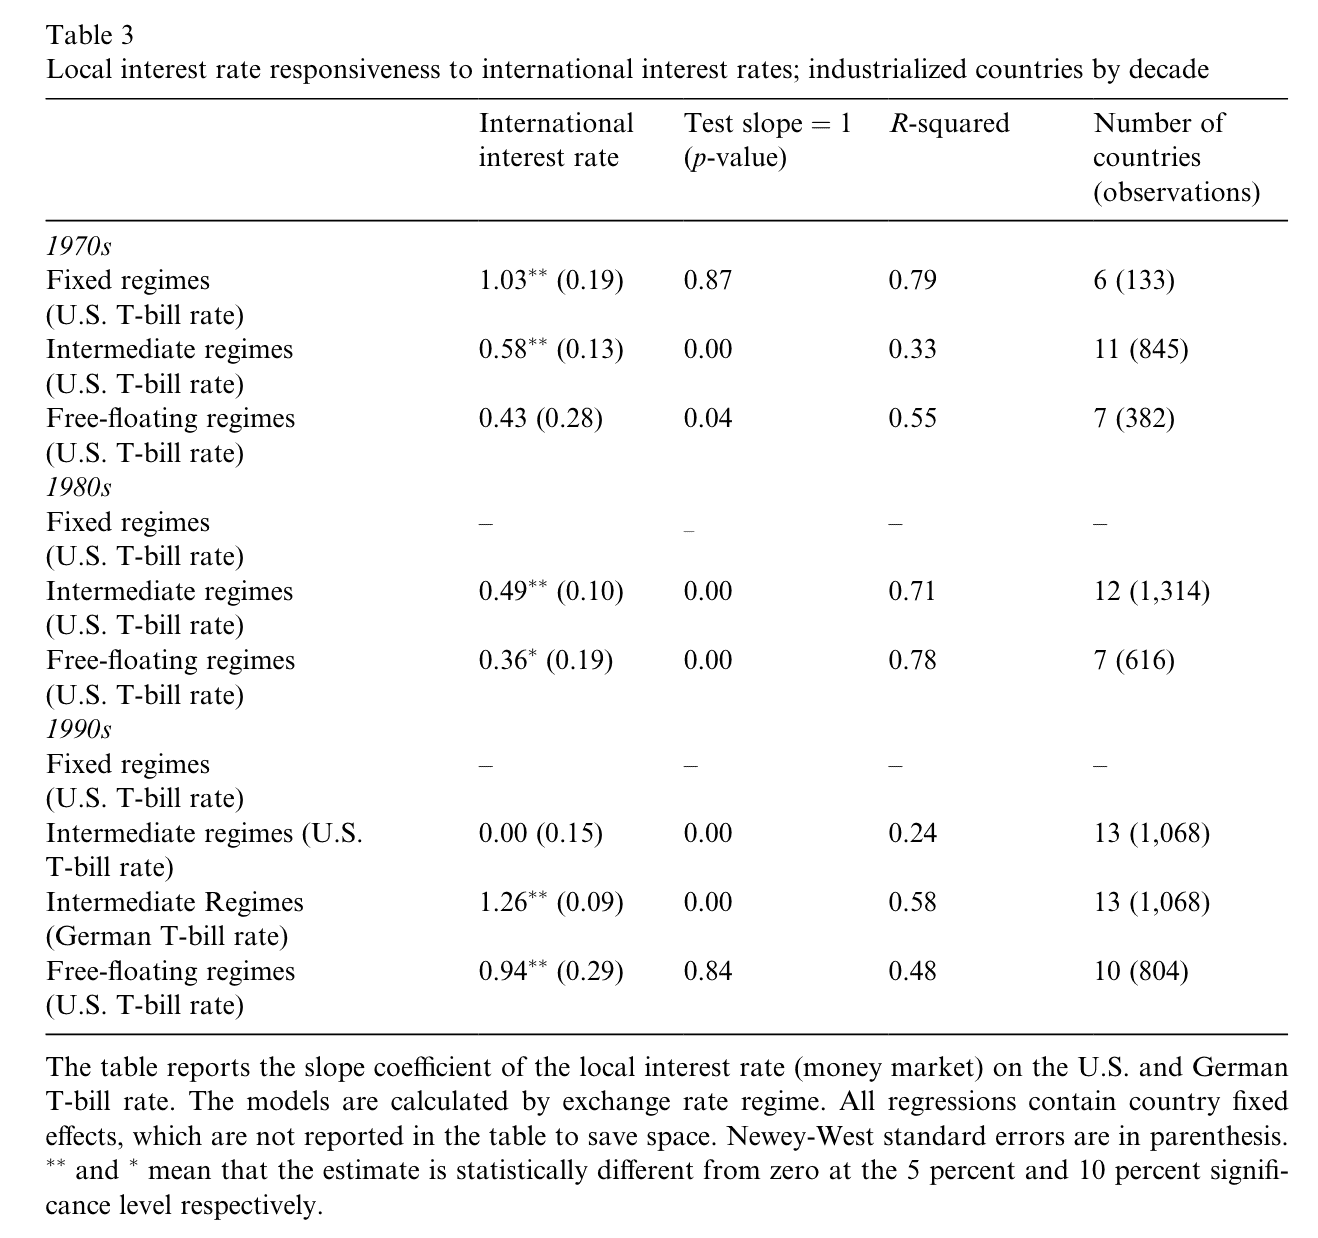 Table 3
Local interest rate responsiveness to international interest rates; industrialized countries by decade
International interest rate | Test slope = 1 (p-value) | R-squared | Number of countries (observations)
1970s
Fixed regimes (U.S. T-bill rate) | 1.03** (0.19) | 0.87 | 0.79 | 6 (133)
Intermediate regimes (U.S. T-bill rate) | 0.58** (0.13) | 0.00 | 0.33 | 11 (845)
Free-floating regimes (U.S. T-bill rate) | 0.43 (0.28) | 0.04 | 0.55 | 7 (382)
1980s
Fixed regimes (U.S. T-bill rate) | – | – | – | –
Intermediate regimes (U.S. T-bill rate) | 0.49** (0.10) | 0.00 | 0.71 | 12 (1,314)
Free-floating regimes (U.S. T-bill rate) | 0.36* (0.19) | 0.00 | 0.78 | 7 (616)
1990s
Fixed regimes (U.S. T-bill rate) | – | – | – | –
Intermediate regimes (U.S. T-bill rate) | 0.00 (0.15) | 0.00 | 0.24 | 13 (1,068)
Intermediate Regimes (German T-bill rate) | 1.26** (0.09) | 0.00 | 0.58 | 13 (1,068)
Free-floating regimes (U.S. T-bill rate) | 0.94** (0.29) | 0.84 | 0.48 | 10 (804)
The table reports the slope coefficient of the local interest rate (money market) on the U.S. and German
T-bill rate. The models are calculated by exchange rate regime. All regressions contain country fixed
effects, which are not reported in the table to save space. Newey-West standard errors are in parenthesis.
** and * mean that the estimate is statistically different from zero at the 5 percent and 10 percent signifi-
cance level respectively.